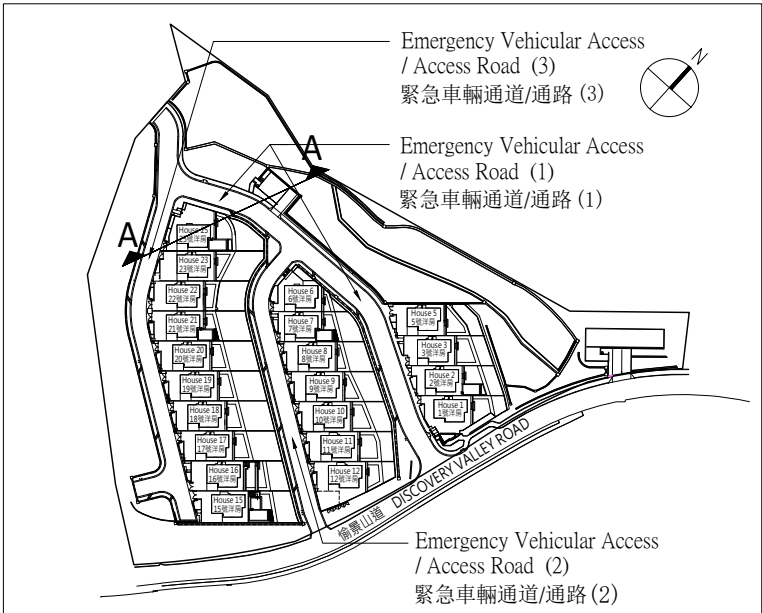 Emergency Vehicular Access
/ Access Road (3)
緊急車輛通道/通路 (3)
N
Emergency Vehicular Access
/ Access Road (1)
緊急車輛通道/通路 (1)
A
A
House 25
25號洋房
House 23
23號洋房
House 22
22號洋房
House 21
21號洋房
House 20
20號洋房
House 19
19號洋房
House 18
18號洋房
House 17
17號洋房
House 16
16號洋房
House 15
15號洋房
House 6
6號洋房
House 7
7號洋房
House 8
8號洋房
House 9
9號洋房
House 10
10號洋房
House 11
11號洋房
House 12
12號洋房
House 5
5號洋房
House 3
3號洋房
House 2
2號洋房
House 1
1號洋房
愉景山道 DISCOVERY VALLEY ROAD
Emergency Vehicular Access
/ Access Road (2)
緊急車輛通道/通路 (2)